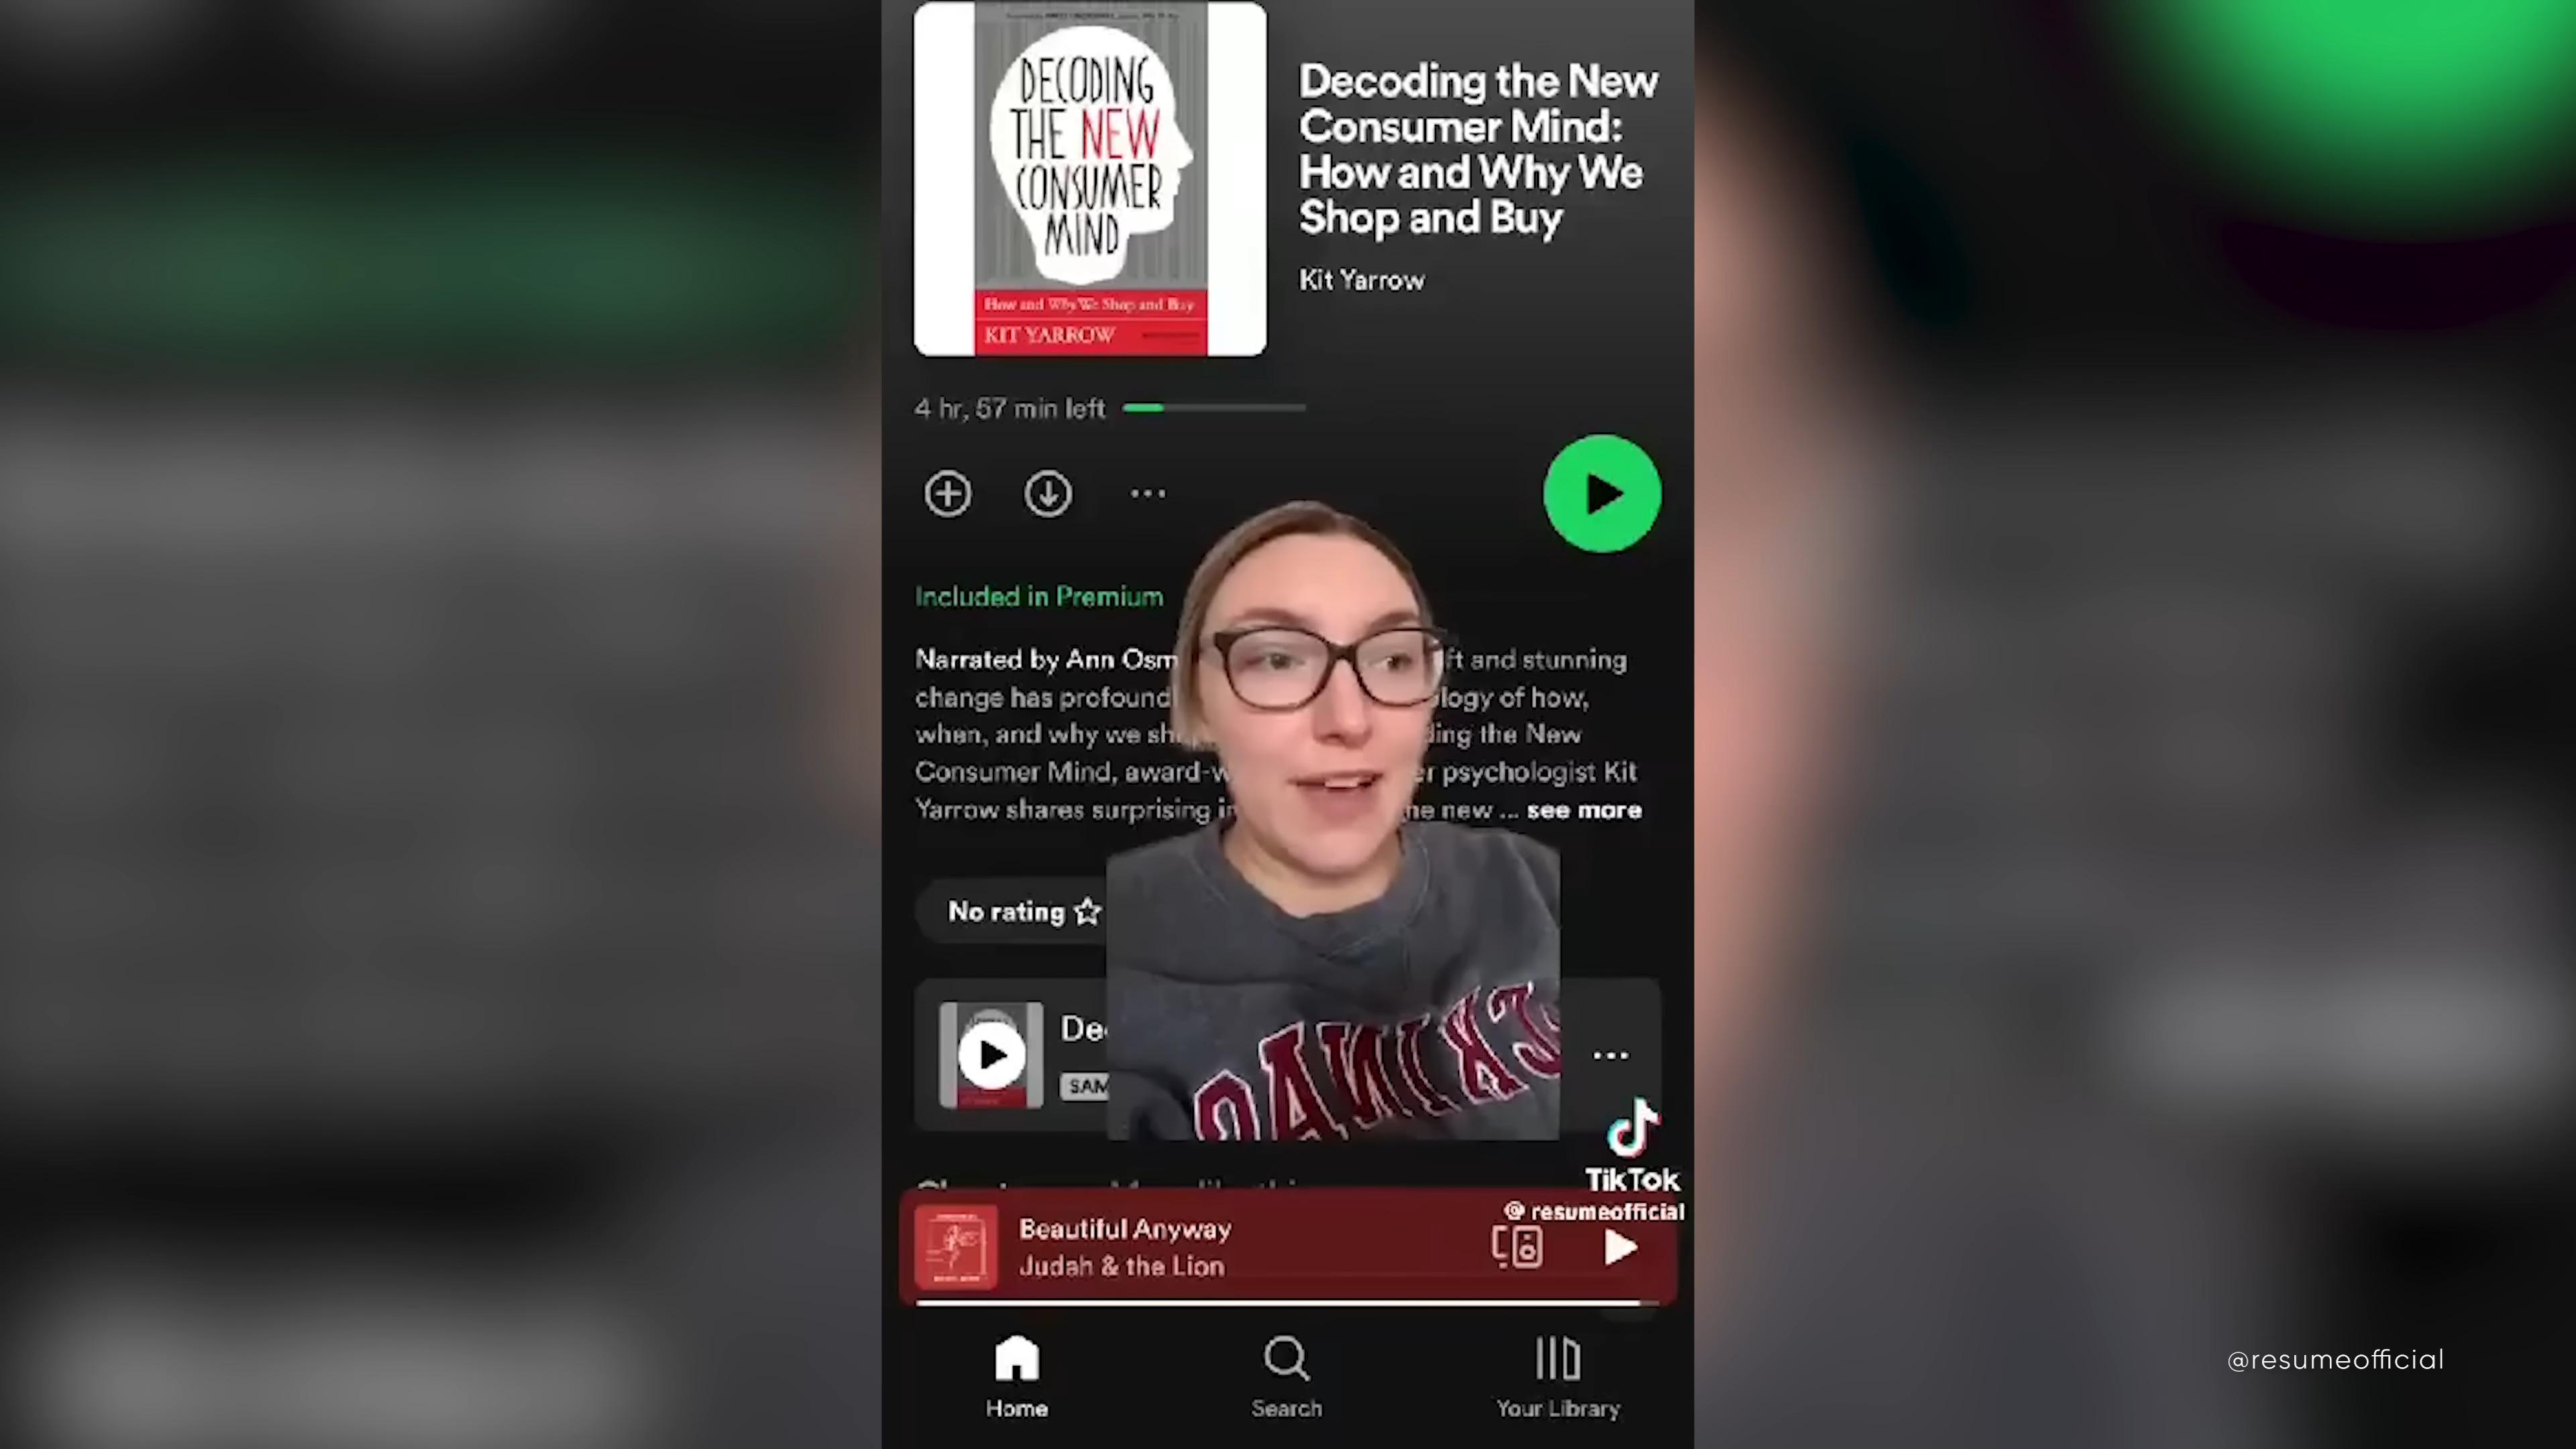 DECODING
THE NEW
CONSUMER
MIND
How and Why We Shop and Buy
KIT YARROW
Decoding the New
Consumer Mind:
How and Why We
Shop and Buy
Kit Yarrow
4 hr, 57 min left
Included in Premium
Narrated by Ann Osm ft and stunning
change has profound logy of how,
when, and why we sh ing the New
Consumer Mind, award-w r psychologist Kit
Yarrow shares surprising in he new ... see more
No rating
De
SAM
TikTok
@ resumeofficial
Beautiful Anyway
Judah & the Lion
Home
Search
Your Library
@resumeofficial